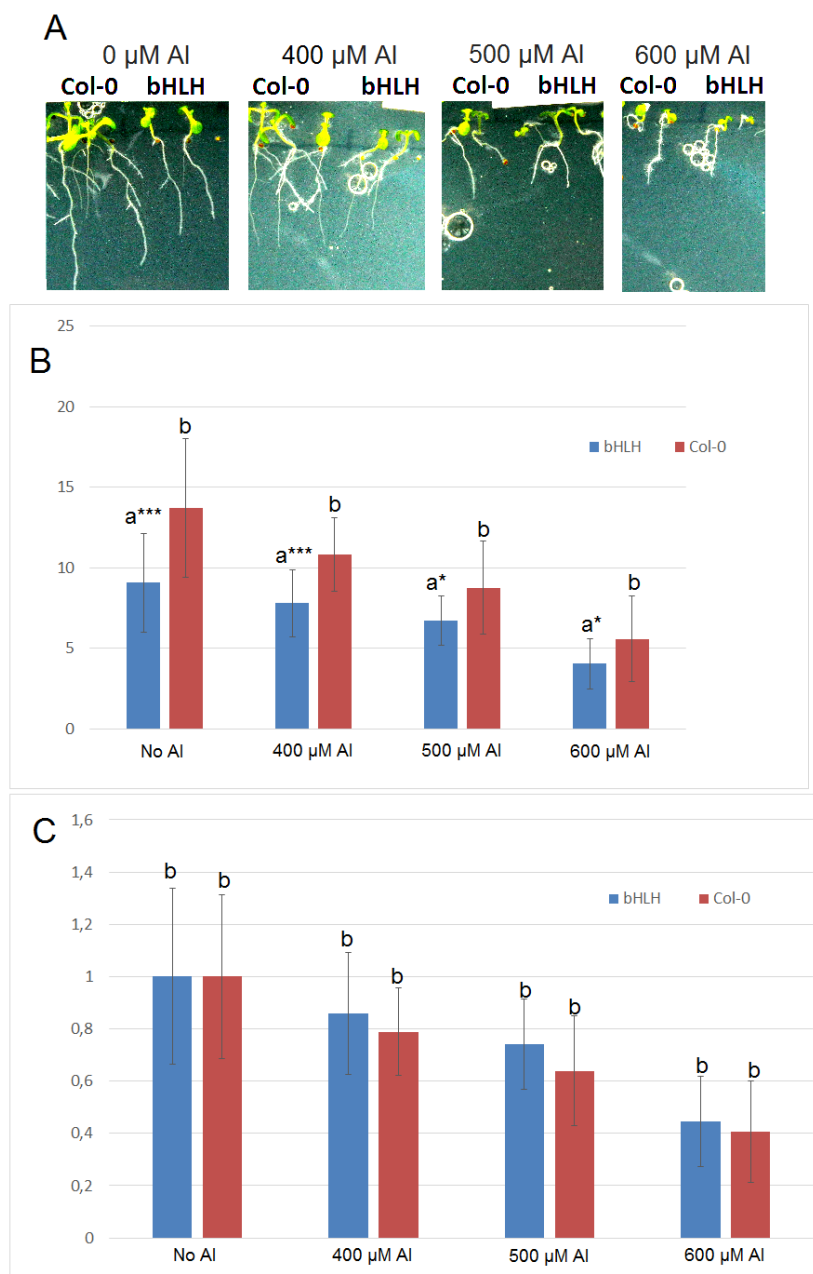 A
0 µM Al 400 µM Al 500 µM Al 600 µM Al
Col-0 bHLH Col-0 bHLH Col-0 bHLH Col-0 bHLH
B
25
20
15
10
5
0
bHLH Col-0
a*** b a*** b a* b a* b
No Al 400 µM Al 500 µM Al 600 µM Al
C
1,6
1,4
1,2
1
0,8
0,6
0,4
0,2
0
bHLH Col-0
b b b b b b b b
No Al 400 µM Al 500 µM Al 600 µM Al